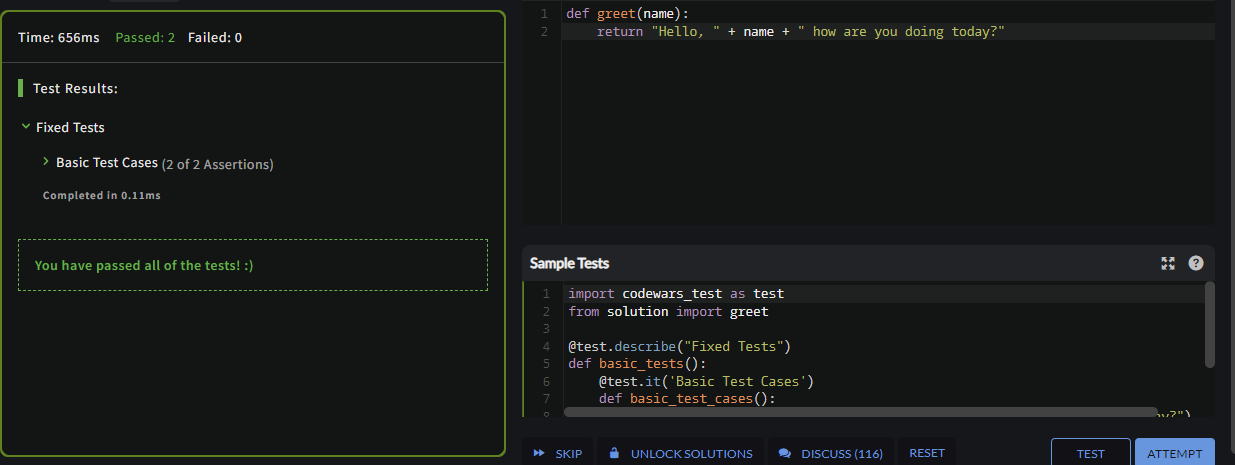 Time: 656ms Passed: 2 Failed: 0
Test Results:
Fixed Tests
Basic Test Cases (2 of 2 Assertions)
Completed in 0.11ms
You have passed all of the tests! :)
1 def greet(name):
2 return "Hello, " + name + " how are you doing today?"
Sample Tests
?
1 import codewars_test as test
2 from solution import greet
3
4 @test.describe("Fixed Tests")
5 def basic_tests():
6 @test.it('Basic Test Cases')
7 def basic_test_cases():
SKIP UNLOCK SOLUTIONS DISCUSS (116) RESET TEST ATTEMPT